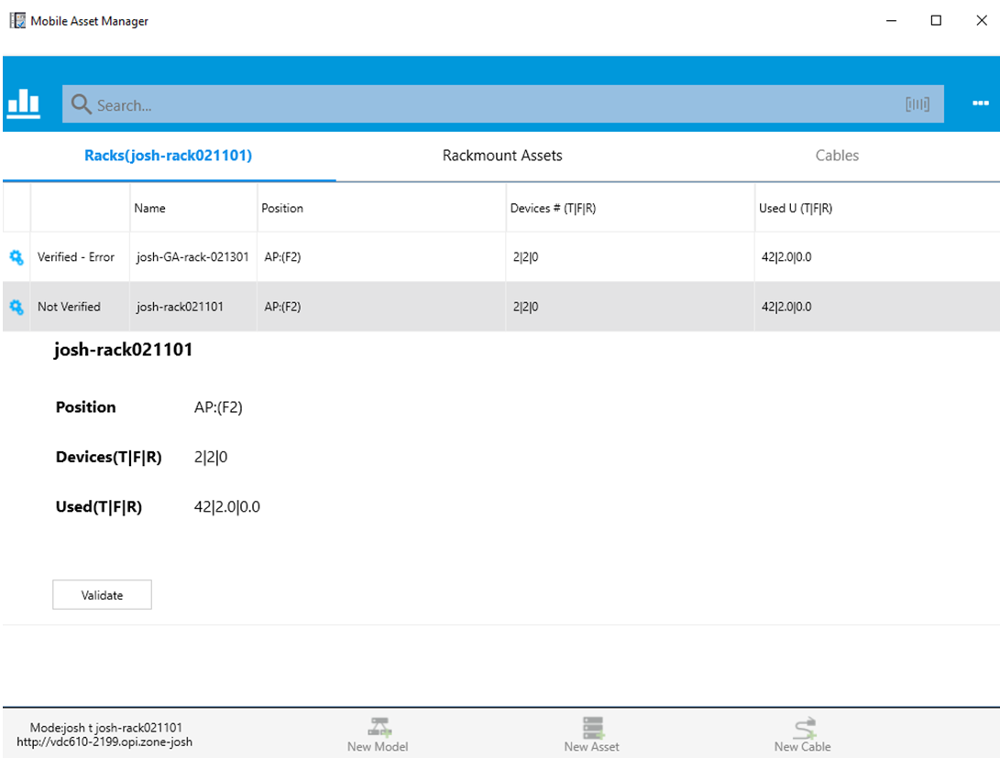 Mobile Asset Manager
Search...
Racks(josh-rack021101) Rackmount Assets Cables
Name Position Devices # (T|F|R) Used U (T|F|R)
Verified - Error josh-GA-rack-021301 AP:(F2) 2|2|0 42|2.0|0.0
Not Verified josh-rack021101 AP:(F2) 2|2|0 42|2.0|0.0
josh-rack021101
Position AP:(F2)
Devices(T|F|R) 2|2|0
Used(T|F|R) 42|2.0|0.0
Validate
Mode:josh t josh-rack021101
http://vdc610-2199.opi.zone-josh
New Model New Asset New Cable